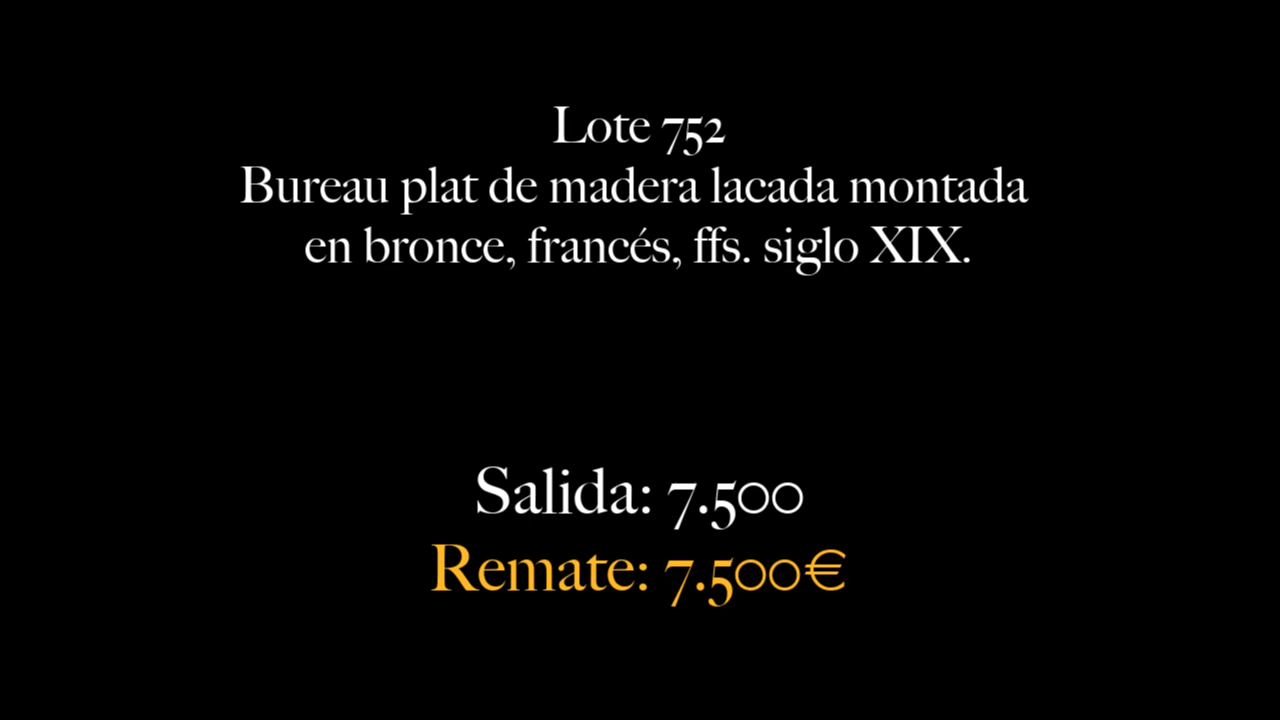 Lote 752
Bureau plat de madera lacada montada
en bronce, francés, ffs. siglo XIX.
Salida: 7.500
Remate: 7.500€